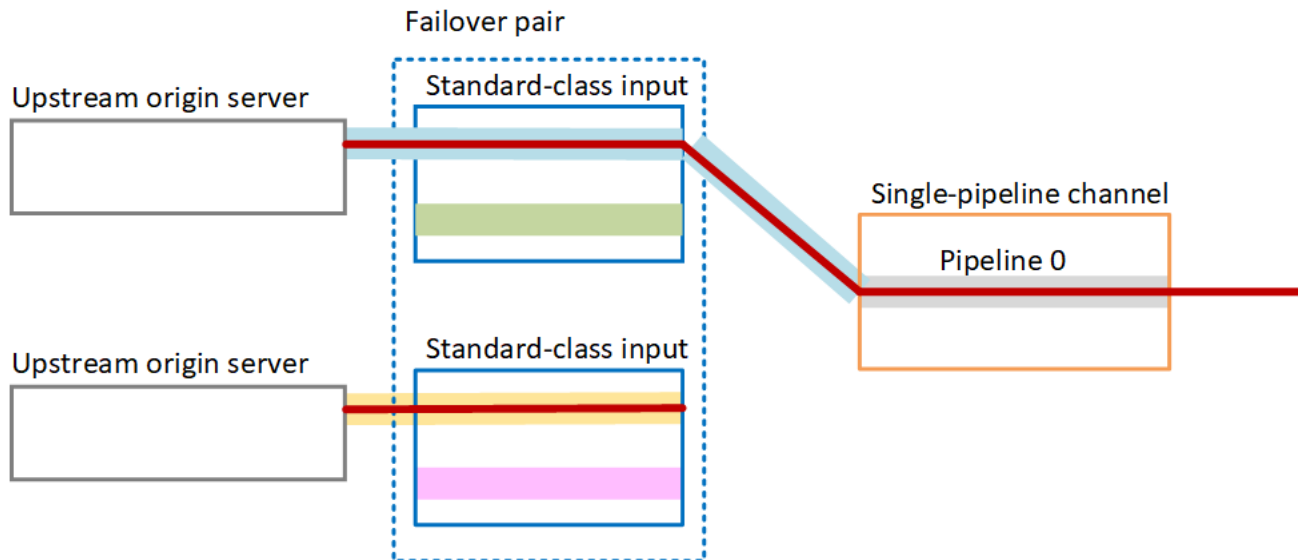 Failover pair
Standard-class input
Upstream origin server
Single-pipeline channel
Pipeline 0
Standard-class input
Upstream origin server